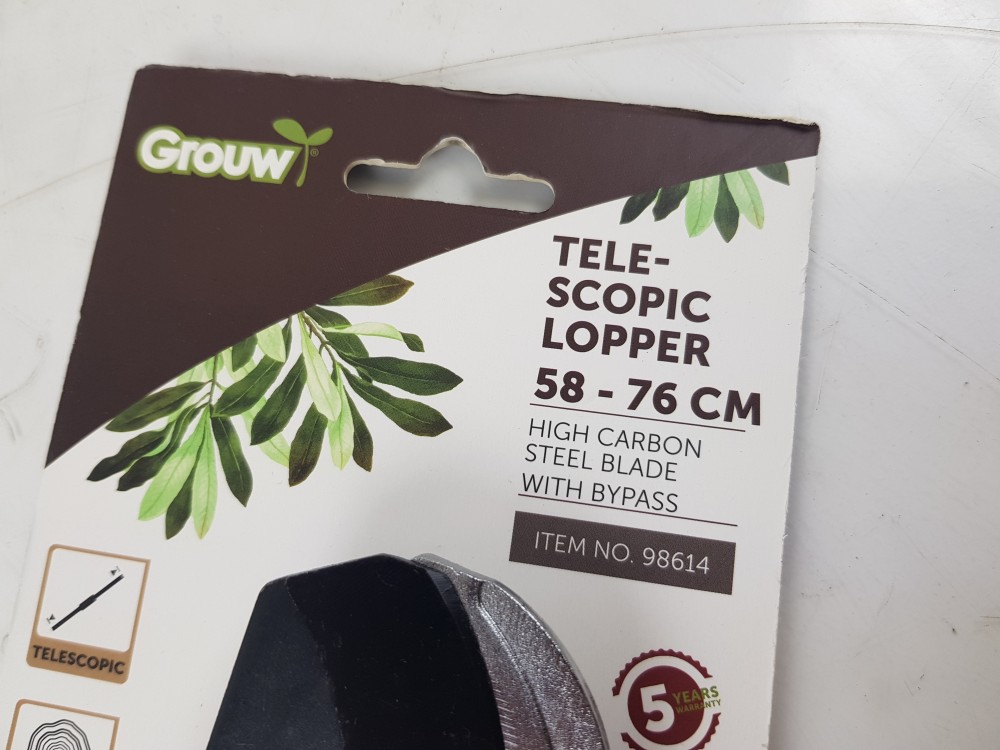 Grouw ®
TELE-
SCOPIC
LOPPER
58 - 76 CM
HIGH CARBON
STEEL BLADE
WITH BYPASS
ITEM NO. 98614
TELESCOPIC
5 YEARS
WARRANTY